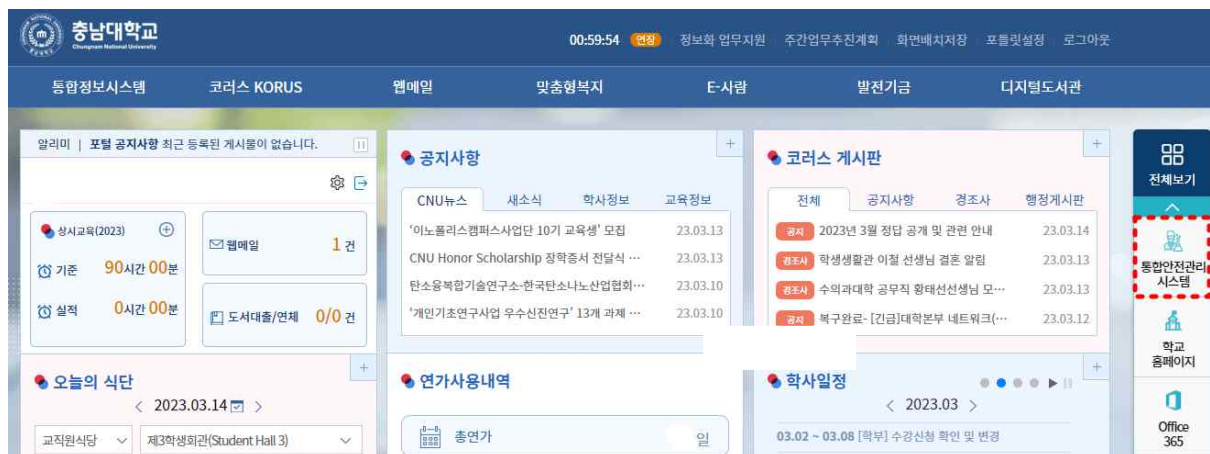 충남대학교
Chungnam National University
00:59:54 연장 정보화 업무지원 주간업무추진계획 화면배치저장 포틀릿설정 로그아웃
통합정보시스템 코러스 KORUS 웹메일 맞춤형복지 E-사람 발전기금 디지털도서관
알리미 | 포털 공지사항 최근 등록된 게시물이 없습니다.
상시교육(2023)
기준 90시간 00분
실적 0시간 00분
웹메일 1 건
도서대출/연체 0/0 건
공지사항
CNU뉴스 새소식 학사정보 교육정보
‘이노폴리스캠퍼스사업단 10기 교육생’ 모집 23.03.13
CNU Honor Scholarship 장학증서 전달식 … 23.03.13
탄소융복합기술연구소-한국탄소나노산업협회… 23.03.10
‘개인기초연구사업 우수신진연구’ 13개 과제 … 23.03.10
코러스 게시판
전체 공지사항 경조사 행정게시판
공지 2023년 3월 정답 공개 및 관련 안내 23.03.14
경조사 학생생활관 이철 선생님 결혼 알림 23.03.13
경조사 수의과대학 공무직 황태선선생님 모… 23.03.13
공지 복구완료- [긴급]대학본부 네트워크(… 23.03.12
전체보기
통합안전관리
시스템
학교
홈페이지
Office
365
오늘의 식단
< 2023.03.14 >
교직원식당 제3학생회관(Student Hall 3)
연가사용내역
총연가 일
학사일정
< 2023.03 >
03.02 ~ 03.08 [학부] 수강신청 확인 및 변경